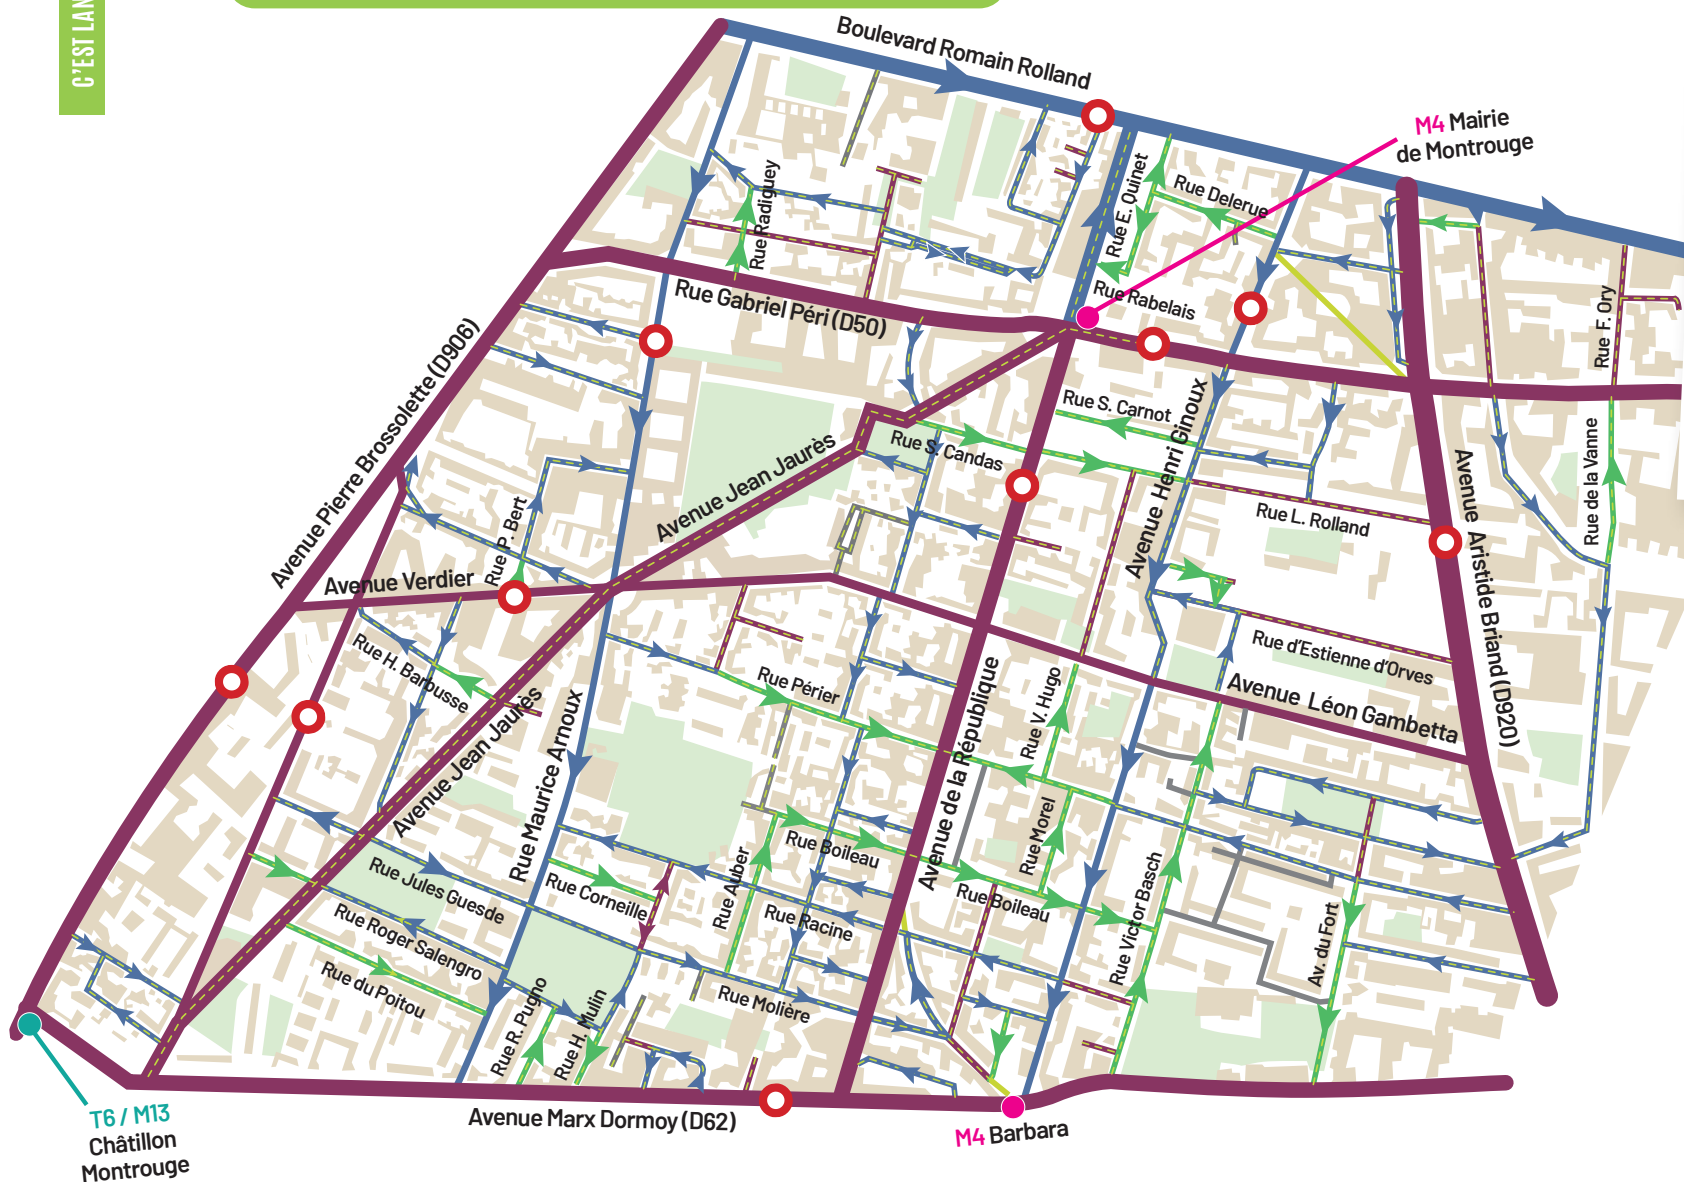 C'EST LAN
Boulevard Romain Rolland
M4 Mairie
de Montrouge
Rue E. Quinet
Rue Delerue
Rue Radiguey
Rue Rabelais
Rue Gabriel Péri (D50)
Rue F. Ory
Avenue Pierre Brossolette (D906)
Rue S. Carnot
Avenue Henri Ginoux
Rue S. Candas
Avenue Jean Jaurès
Rue de la Vanne
Avenue Aristide Briand (D920)
Rue L. Rolland
Rue P. Bert
Avenue Verdier
Rue H. Barbusse
Rue d'Estienne d'Orves
Rue Périer
Rue V. Hugo
Avenue Léon Gambetta
Avenue Jean Jaurès
Rue Maurice Arnoux
Avenue de la République
Rue Morel
Rue Boileau
Rue Jules Guesde
Rue Corneille
Rue Auber
Rue Boileau
Rue Victor Basch
Rue Racine
Av. du Fort
Rue Roger Salengro
Rue du Poitou
Rue R. Pugno
Rue H. Mulin
Rue Molière
T6 / M13
Châtillon
Montrouge
Avenue Marx Dormoy (D62)
M4 Barbara